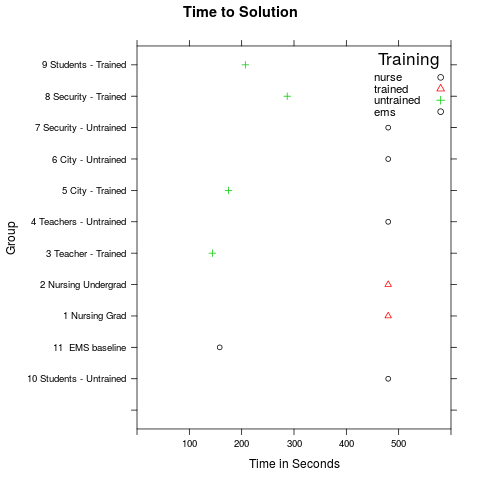 Time to Solution
Training
nurse
trained
untrained
ems
9 Students - Trained
8 Security - Trained
7 Security - Untrained
6 City - Untrained
5 City - Trained
4 Teachers - Untrained
3 Teacher - Trained
2 Nursing Undergrad
1 Nursing Grad
11 EMS baseline
10 Students - Untrained
Group
100 200 300 400 500
Time in Seconds